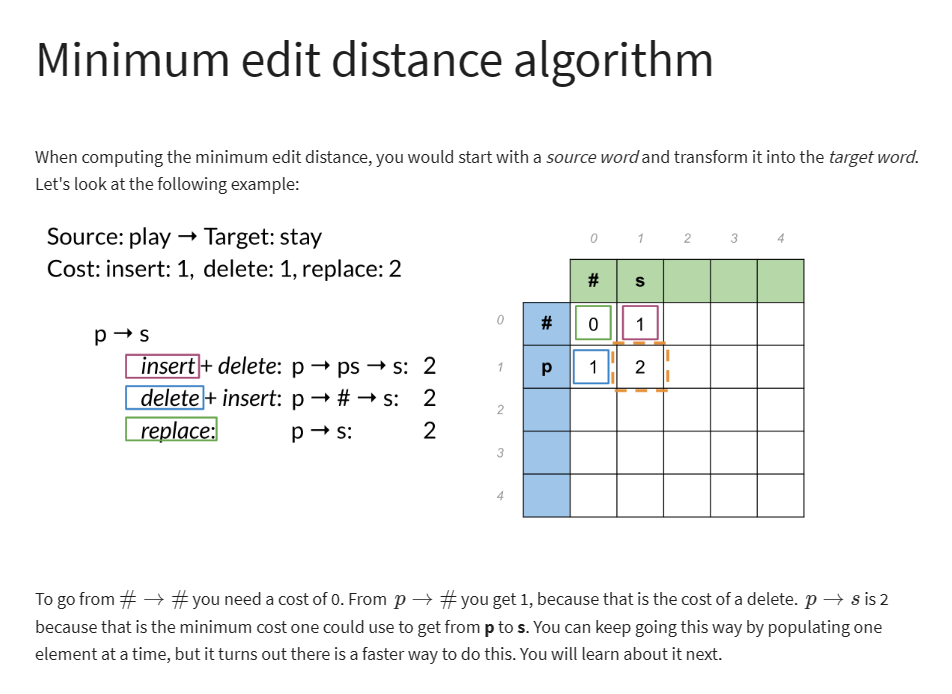 Minimum edit distance algorithm
When computing the minimum edit distance, you would start with a source word and transform it into the target word.
Let's look at the following example:
Source: play → Target: stay
Cost: insert: 1, delete: 1, replace: 2
p → s
insert + delete: p → ps → s: 2
delete + insert: p → # → s: 2
replace: p → s: 2
0 1 2 3 4
# s
0 # 0 1
1 p 1 2
2
3
4
To go from # → # you need a cost of 0. From p → # you get 1, because that is the cost of a delete. p → s is 2
because that is the minimum cost one could use to get from p to s. You can keep going this way by populating one
element at a time, but it turns out there is a faster way to do this. You will learn about it next.